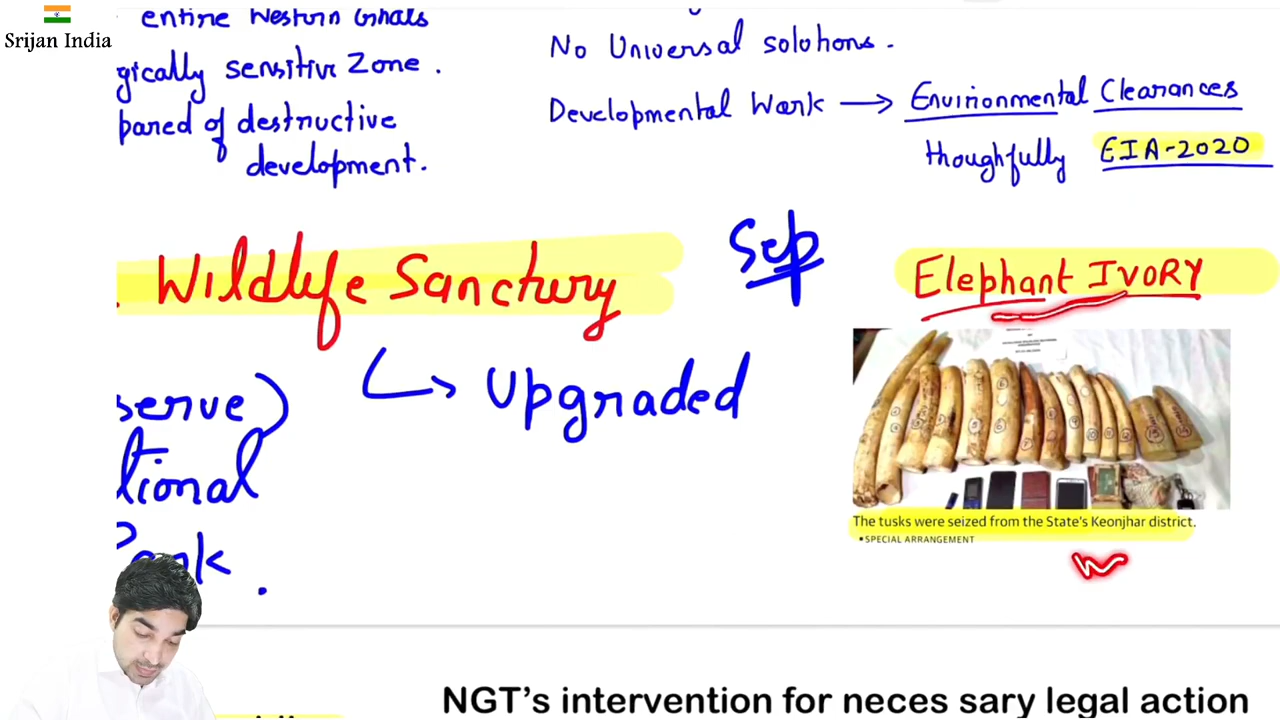 Srijan India
entire Western Ghats
gically sensitive Zone.
pared of destructive
development.
No Universal solutions.
Developmental Work → Environmental Clearances
thoughfully EIA-2020
. Wildlife Sanctury
Sep
Elephant IVORY
↳ Upgraded
serve)
tional
Park.
The tusks were seized from the State's Keonjhar district.
▪SPECIAL ARRANGEMENT
NGT's intervention for neces sary legal action